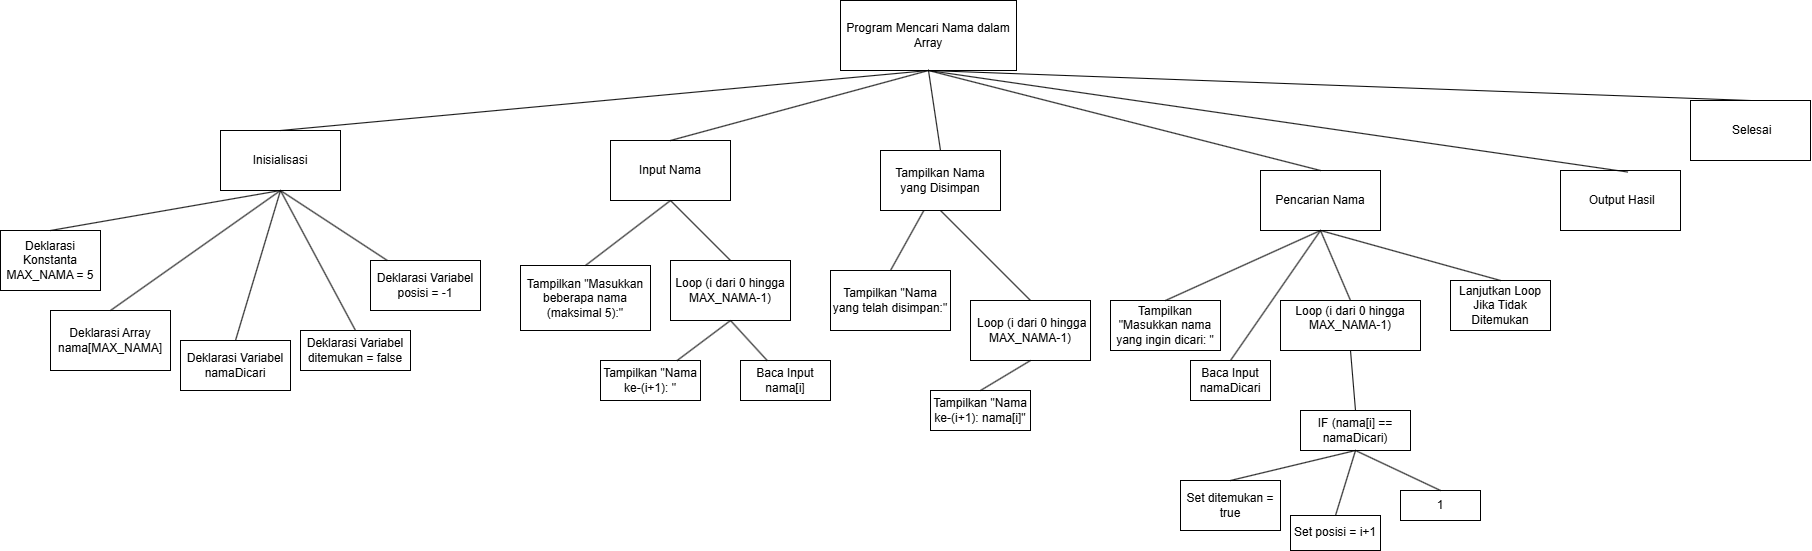 Program Mencari Nama dalam
Array
Selesai
Inisialisasi
Input Nama
Tampilkan Nama
yang Disimpan
Pencarian Nama
Output Hasil
Deklarasi
Konstanta
MAX_NAMA = 5
Deklarasi Array
nama[MAX_NAMA]
Deklarasi Variabel
namaDicari
Deklarasi Variabel
ditemukan = false
Deklarasi Variabel
posisi = -1
Tampilkan "Masukkan
beberapa nama
(maksimal 5):"
Loop (i dari 0 hingga
MAX_NAMA-1)
Tampilkan "Nama
ke-(i+1): "
Baca Input
nama[i]
Tampilkan "Nama
yang telah disimpan:"
Loop (i dari 0 hingga
MAX_NAMA-1)
Tampilkan "Nama
ke-(i+1): nama[i]"
Tampilkan
"Masukkan nama
yang ingin dicari: "
Baca Input
namaDicari
Loop (i dari 0 hingga
MAX_NAMA-1)
Lanjutkan Loop
Jika Tidak
Ditemukan
IF (nama[i] ==
namaDicari)
Set ditemukan =
true
Set posisi = i+1
1